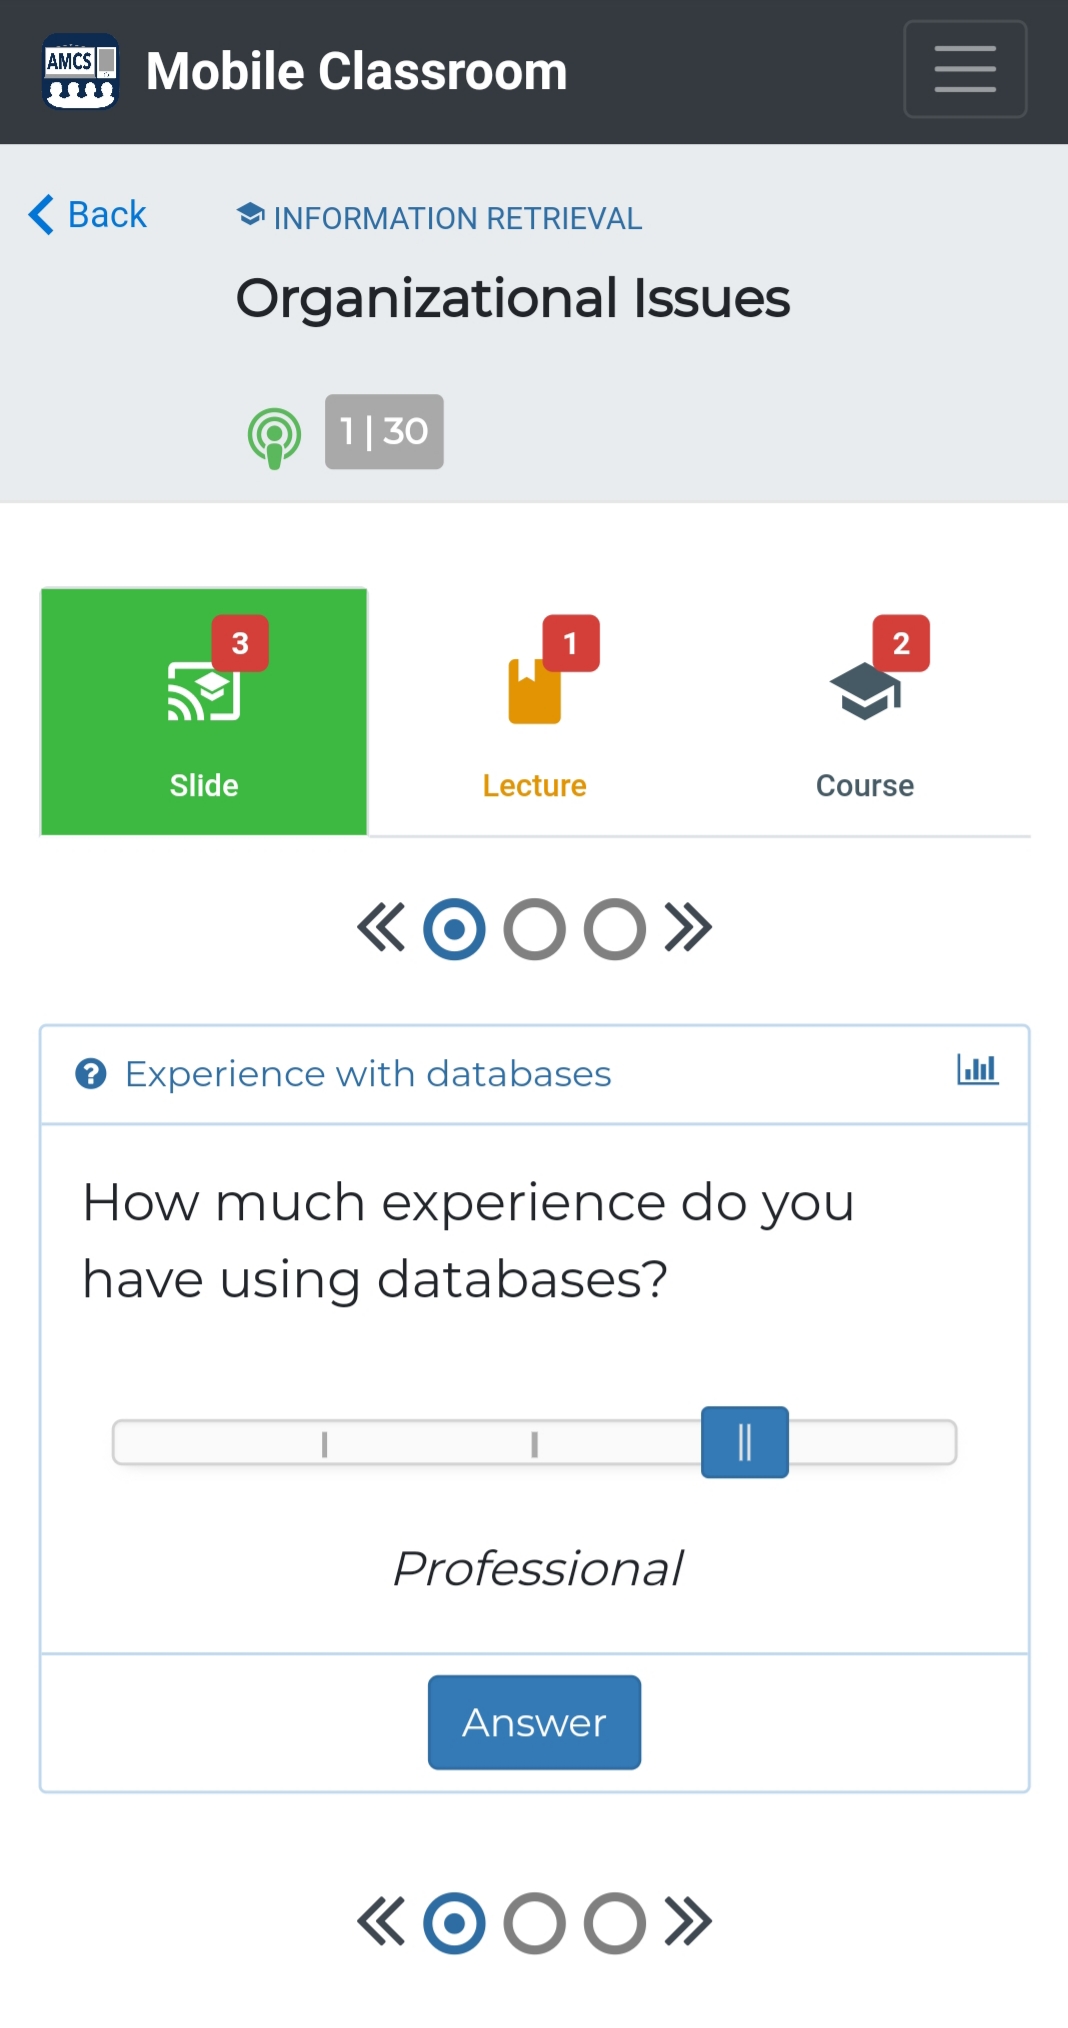 AMCS
Mobile Classroom
Back
INFORMATION RETRIEVAL
Organizational Issues
1 | 30
3
1
2
Slide
Lecture
Course
Experience with databases
How much experience do you
have using databases?
Professional
Answer